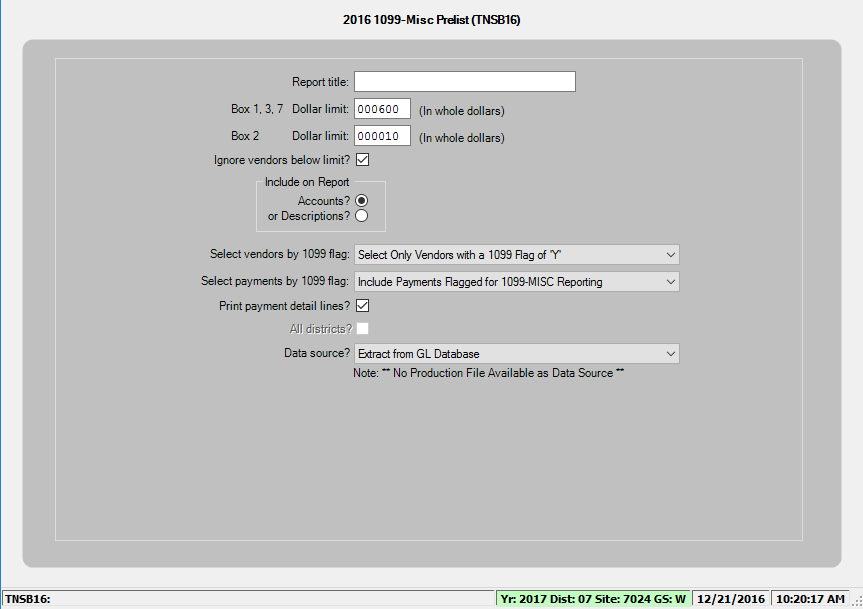 2016 1099-Misc Prelist (TNSB16)
Report title:
Box 1, 3, 7 Dollar limit: 000600 (In whole dollars)
Box 2 Dollar limit: 000010 (In whole dollars)
Ignore vendors below limit?
Include on Report
Accounts?
or Descriptions?
Select vendors by 1099 flag: Select Only Vendors with a 1099 Flag of 'Y'
Select payments by 1099 flag: Include Payments Flagged for 1099-MISC Reporting
Print payment detail lines?
All districts?
Data source? Extract from GL Database
Note: ** No Production File Available as Data Source **
TNSB16: Yr: 2017 Dist: 07 Site: 7024 GS: W 12/21/2016 10:20:17 AM